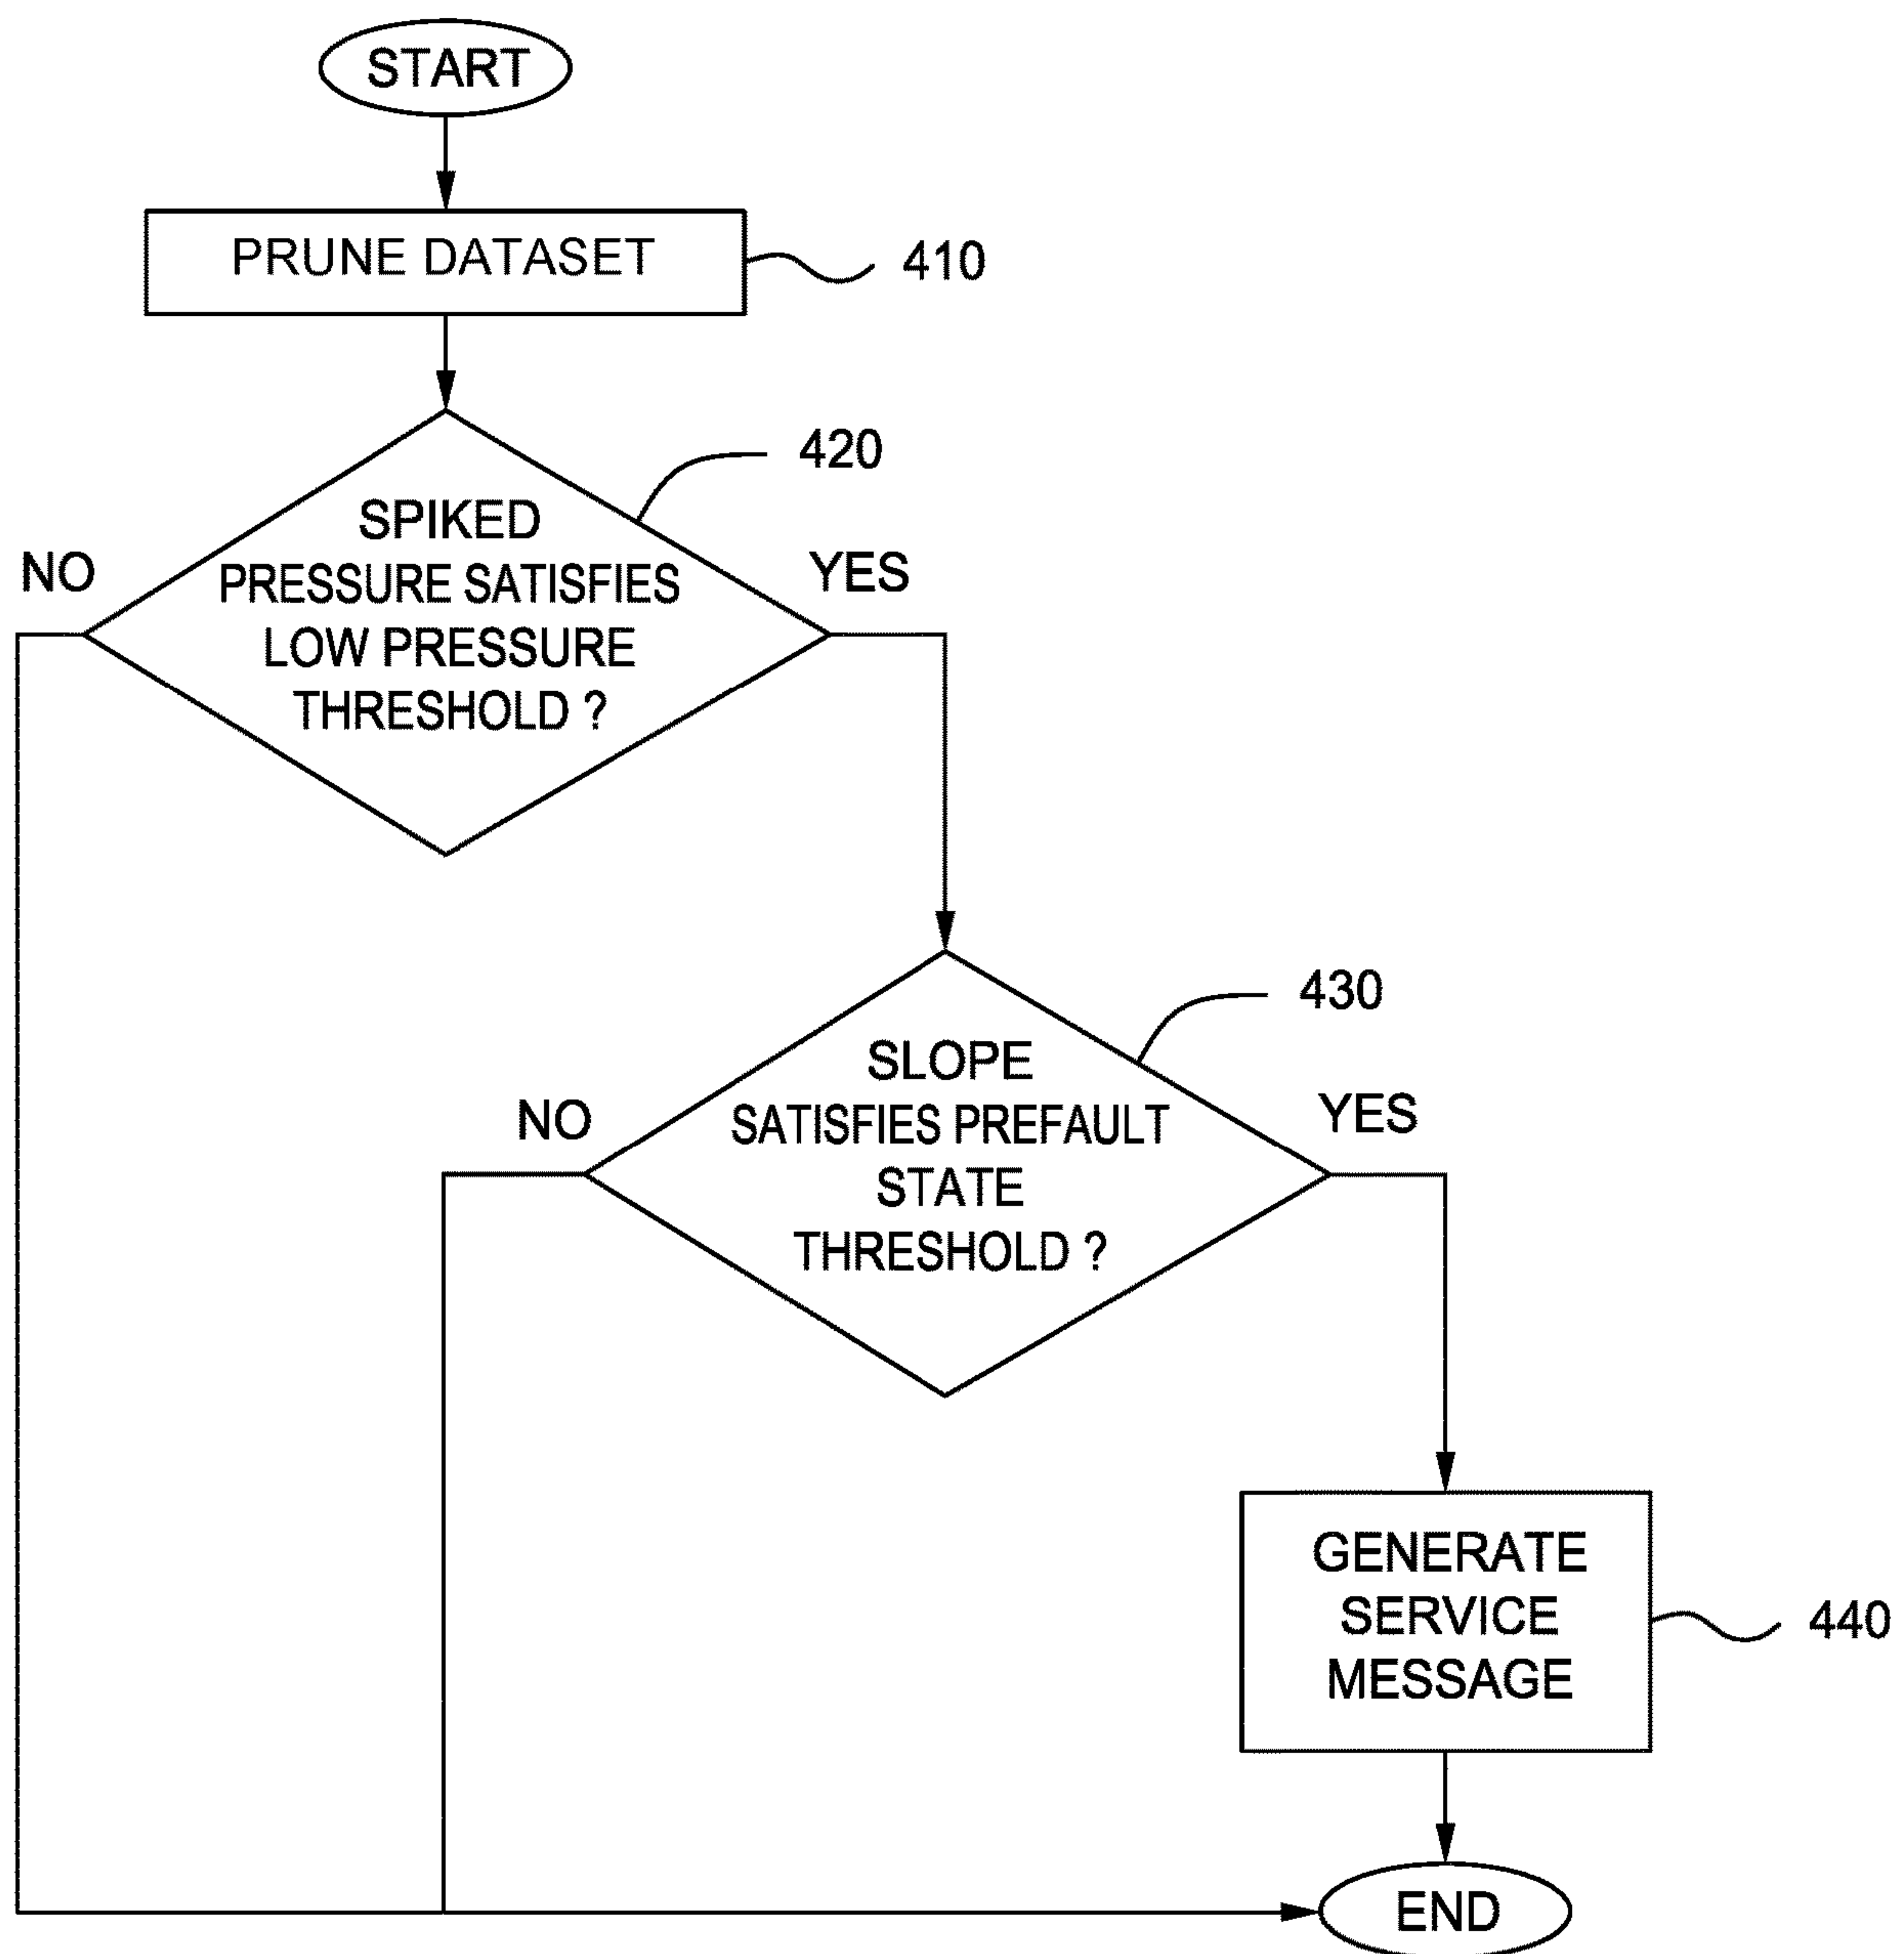 START
PRUNE DATASET
410
420
SPIKED
PRESSURE SATISFIES
LOW PRESSURE
THRESHOLD ?
NO
YES
430
SLOPE
SATISFIES PREFAULT
STATE
THRESHOLD ?
NO
YES
GENERATE
SERVICE
MESSAGE
440
END